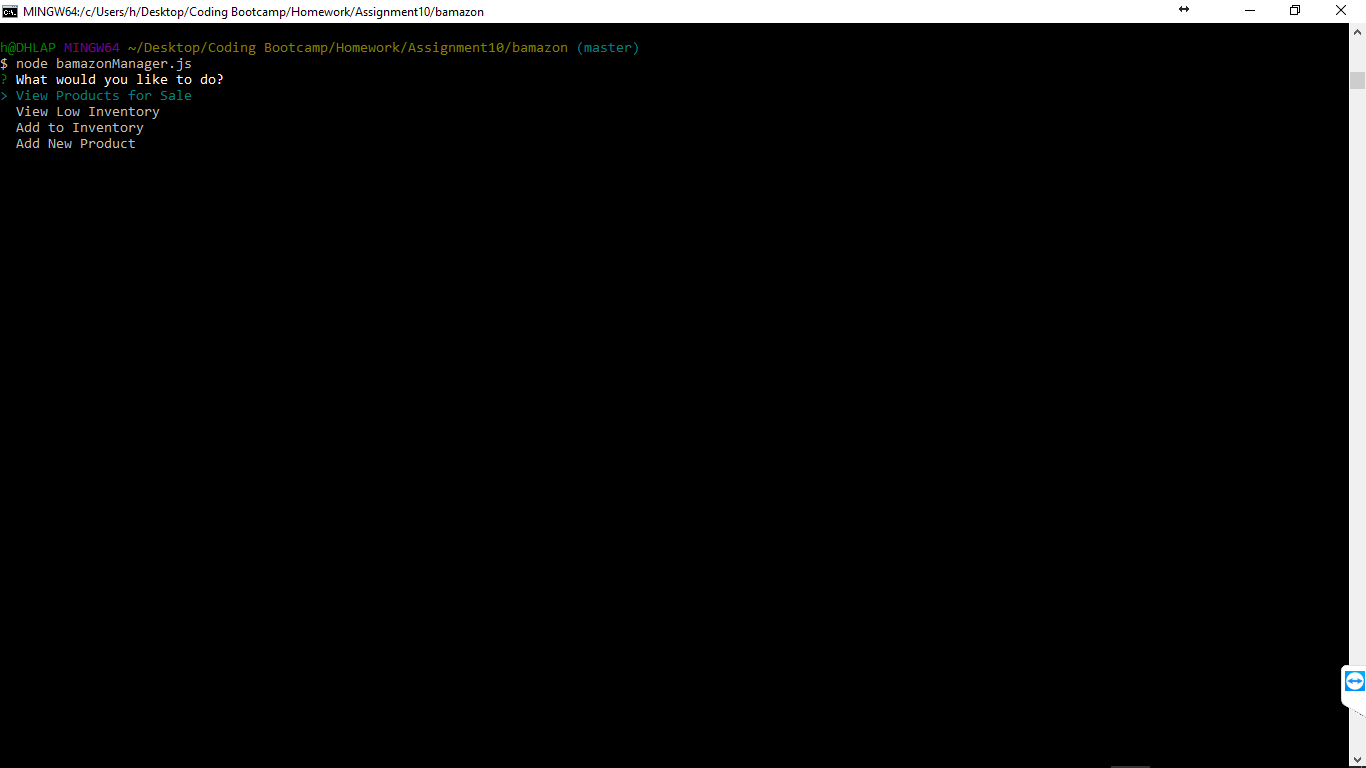 MINGW64:/c/Users/h/Desktop/Coding Bootcamp/Homework/Assignment10/bamazon
h@DHLAP MINGW64 ~/Desktop/Coding Bootcamp/Homework/Assignment10/bamazon (master)
$ node bamazonManager.js
? What would you like to do?
> View Products for Sale
View Low Inventory
Add to Inventory
Add New Product